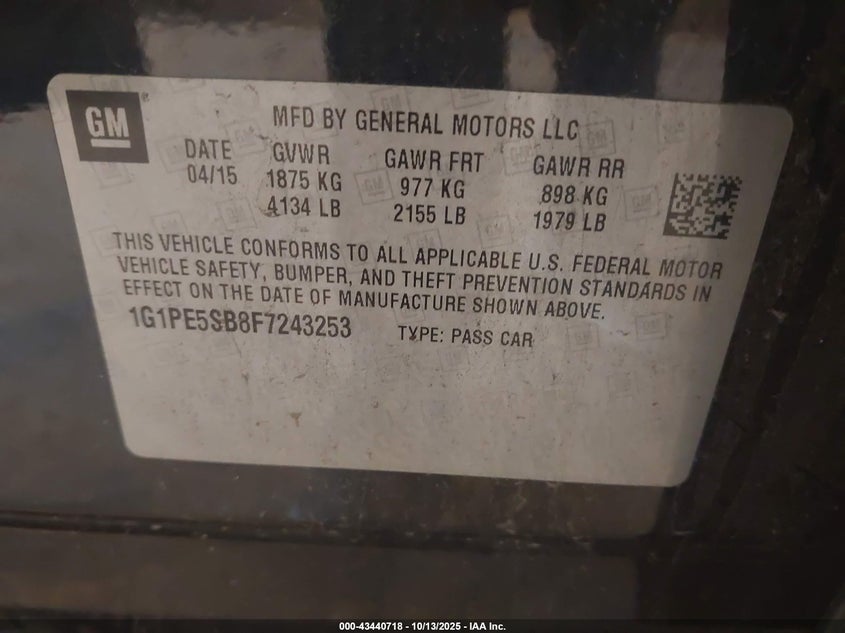 GM
MFD BY GENERAL MOTORS LLC
DATE GVWR GAWR FRT GAWR RR
04/15 1875 KG 977 KG 898 KG
4134 LB 2155 LB 1979 LB
THIS VEHICLE CONFORMS TO ALL APPLICABLE U.S. FEDERAL MOTOR
VEHICLE SAFETY, BUMPER, AND THEFT PREVENTION STANDARDS IN
EFFECT ON THE DATE OF MANUFACTURE SHOWN ABOVE.
1G1PE5SB8F7243253 TYPE: PASS CAR
000-43440718 - 10/13/2025 - IAA Inc.